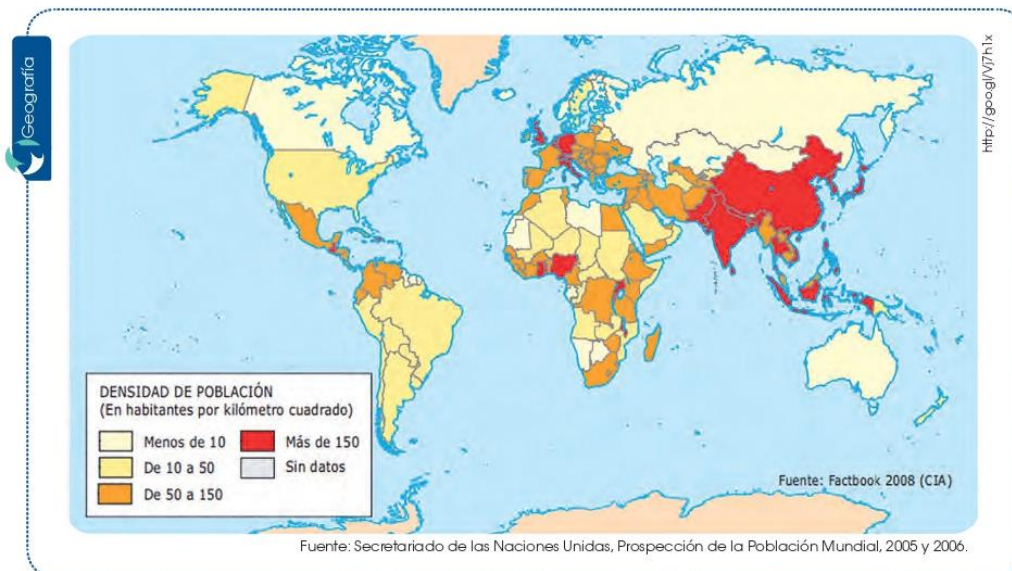 Geografía
http://goo.gl/Vj7h1x
DENSIDAD DE POBLACIÓN
(En habitantes por kilómetro cuadrado)
Menos de 10
Más de 150
De 10 a 50
Sin datos
De 50 a 150
Fuente: Factbook 2008 (CIA)
Fuente: Secretariado de las Naciones Unidas, Prospección de la Población Mundial, 2005 y 2006.